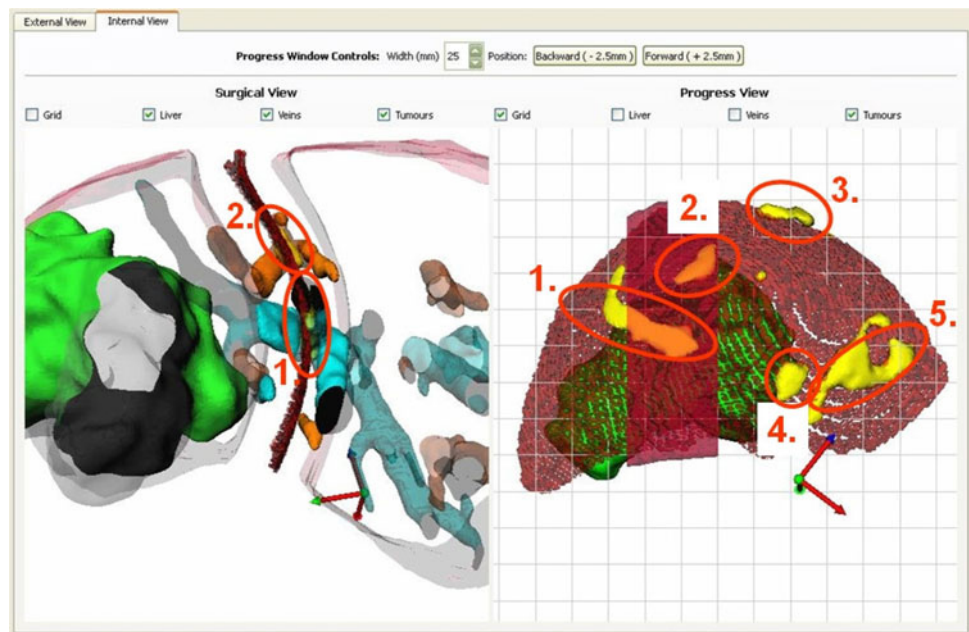 External View Internal View
Progress Window Controls: Width (mm) 25 Position: Backward ( - 2.5mm ) Forward ( + 2.5mm )
Surgical View
Grid Liver Veins Tumours
2.
1.
Progress View
Grid Liver Veins Tumours
3.
2.
1.
5.
4.